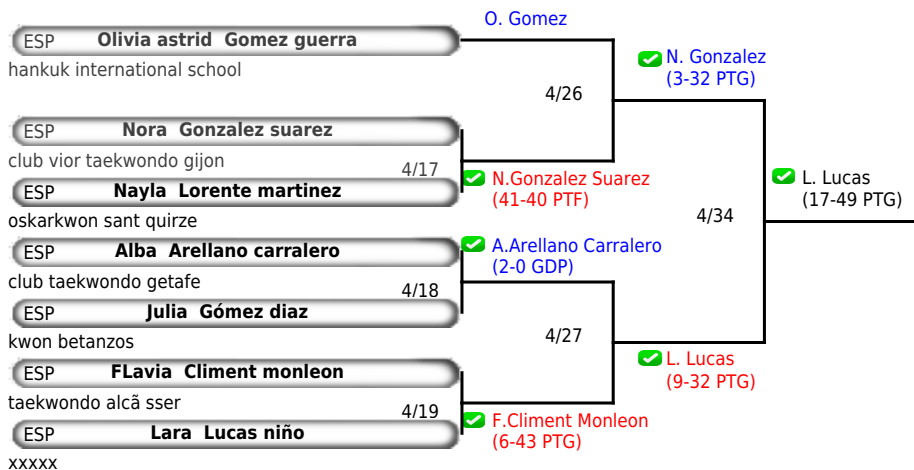 O. Gomez
ESP Olivia astrid Gomez guerra
hankuk international school
N. Gonzalez
(3-32 PTG)
4/26
ESP Nora Gonzalez suarez
club vior taekwondo gijon
4/17
N.Gonzalez Suarez
(41-40 PTF)
ESP Nayla Lorente martinez
oskarkwon sant quirze
L. Lucas
(17-49 PTG)
4/34
ESP Alba Arellano carralero
A.Arellano Carralero
(2-0 GDP)
club taekwondo getafe
4/18
ESP Julia Gómez diaz
kwon betanzos
4/27
L. Lucas
(9-32 PTG)
ESP FLavia Climent monleon
taekwondo alcã sser
4/19
F.Climent Monleon
(6-43 PTG)
ESP Lara Lucas niño
xxxxx